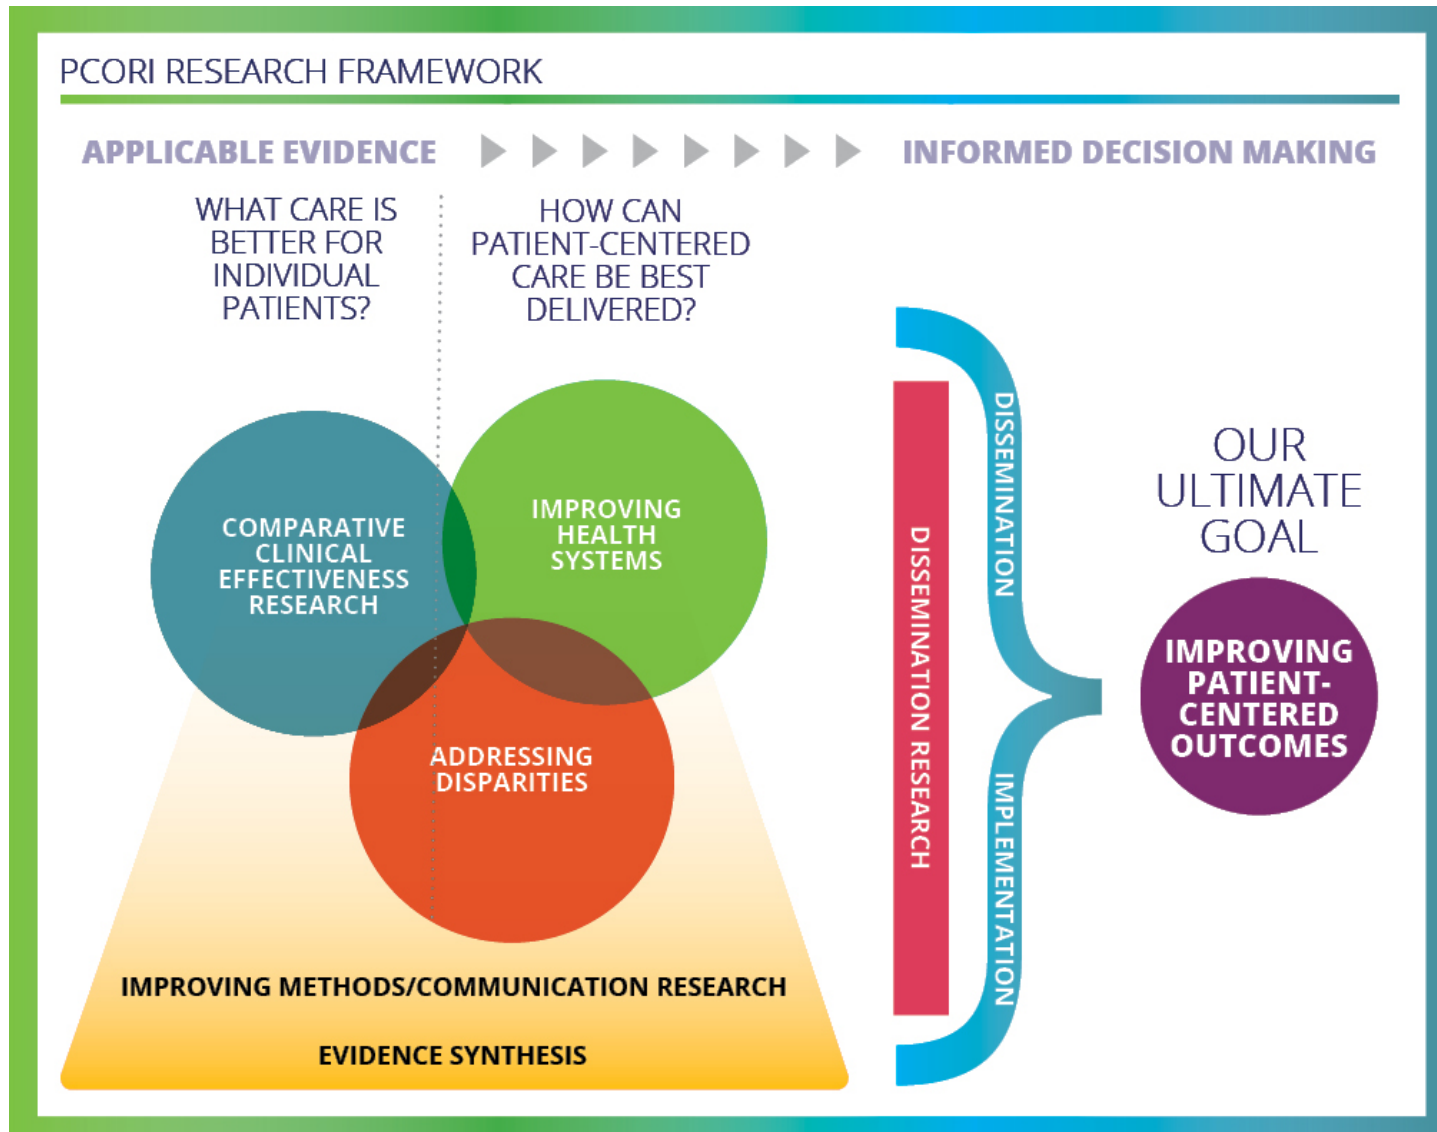 PCORI RESEARCH FRAMEWORK
APPLICABLE EVIDENCE
INFORMED DECISION MAKING
WHAT CARE IS
BETTER FOR
INDIVIDUAL
PATIENTS?
HOW CAN
PATIENT-CENTERED
CARE BE BEST
DELIVERED?
COMPARATIVE
CLINICAL
EFFECTIVENESS
RESEARCH
IMPROVING
HEALTH
SYSTEMS
ADDRESSING
DISPARITIES
IMPROVING METHODS/COMMUNICATION RESEARCH
EVIDENCE SYNTHESIS
DISSEMINATION RESEARCH
DISSEMINATION
IMPLEMENTATION
OUR
ULTIMATE
GOAL
IMPROVING
PATIENT-
CENTERED
OUTCOMES